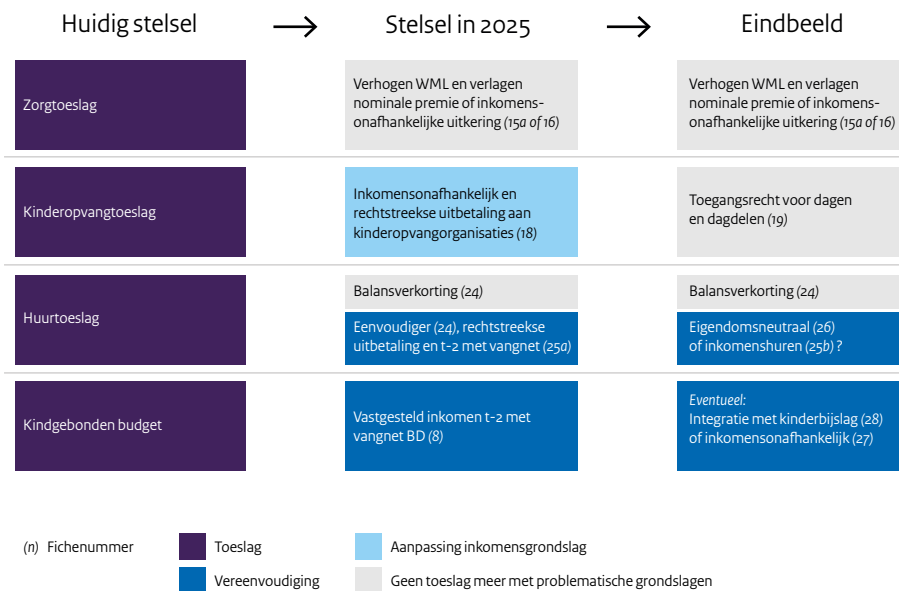 Huidig stelsel → Stelsel in 2025 → Eindbeeld
Zorgtoeslag
Verhogen WML en verlagen
nominale premie of inkomens-
onafhankelijke uitkering (15a of 16)
Verhogen WML en verlagen
nominale premie of inkomens-
onafhankelijke uitkering (15a of 16)
Kinderopvangtoeslag
Inkomensonafhankelijk en
rechtstreekse uitbetaling aan
kinderopvangorganisaties (18)
Toegangsrecht voor dagen
en dagdelen (19)
Huurtoeslag
Balansverkorting (24)
Eenvoudiger (24), rechtstreekse
uitbetaling en t-2 met vangnet (25a)
Balansverkorting (24)
Eigendomsneutraal (26)
of inkomenshuren (25b) ?
Kindgebonden budget
Vastgesteld inkomen t-2 met
vangnet BD (8)
Eventueel:
Integratie met kinderbijslag (28)
of inkomensonafhankelijk (27)
(n) Fichenummer
Toeslag
Aanpassing inkomensgrondslag
Vereenvoudiging
Geen toeslag meer met problematische grondslagen